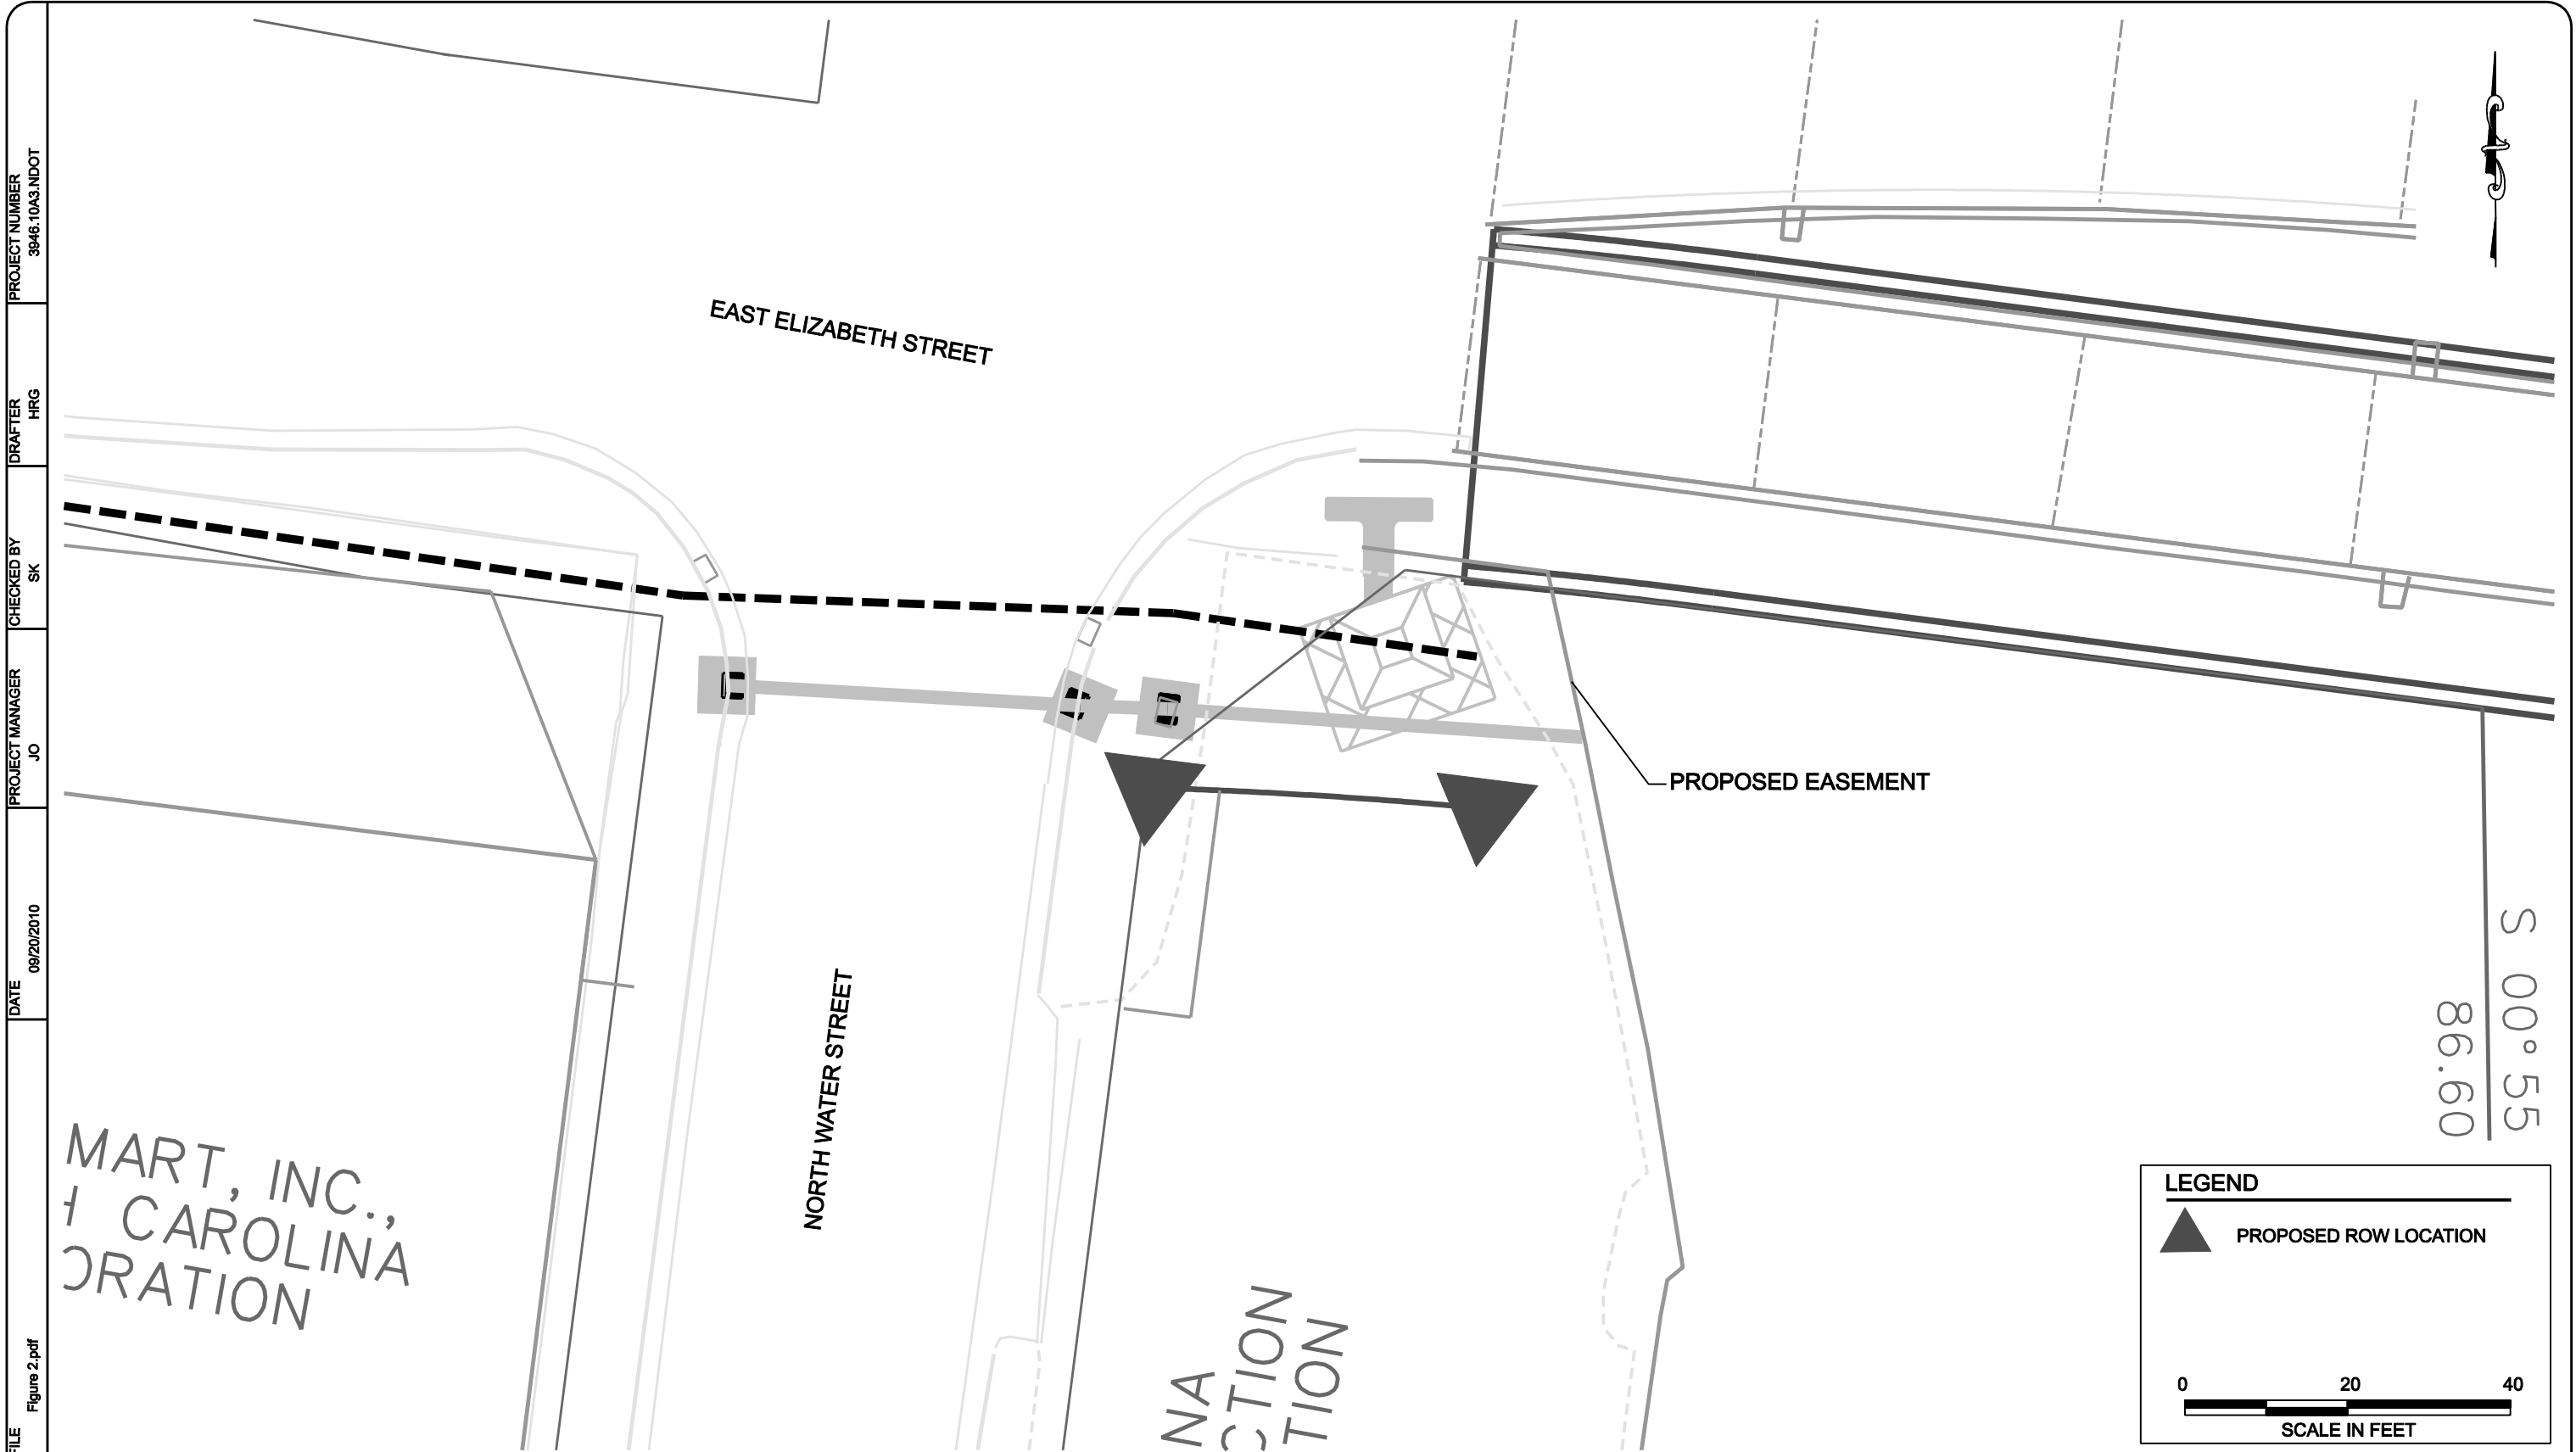 PROJECT NUMBER
3946.10A3.NDOT
DRAFTER
HRG
CHECKED BY
SK
PROJECT MANAGER
JO
DATE
09/20/2010
FILE
Figure 2.pdf
EAST ELIZABETH STREET
PROPOSED EASEMENT
NORTH WATER STREET
S 00°55
86.60
MART, INC.,
H CAROLINA
ORATION
NA
CTION
TION
LEGEND
PROPOSED ROW LOCATION
0 20 40
SCALE IN FEET